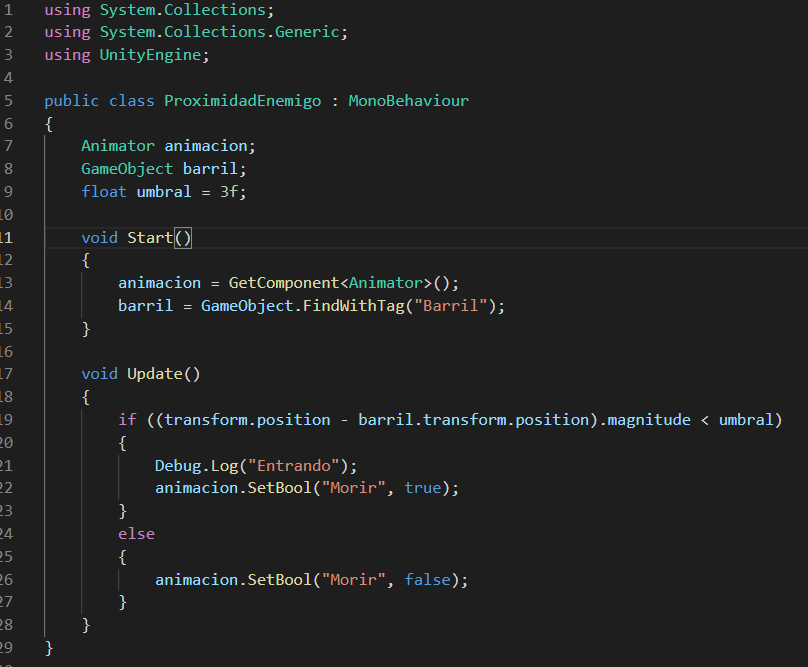 1 using System.Collections;
2 using System.Collections.Generic;
3 using UnityEngine;
4
5 public class ProximidadEnemigo : MonoBehaviour
6 {
7     Animator animacion;
8     GameObject barril;
9     float umbral = 3f;
10
11     void Start()
12     {
13         animacion = GetComponent<Animator>();
14         barril = GameObject.FindWithTag("Barril");
15     }
16
17     void Update()
18     {
19         if ((transform.position - barril.transform.position).magnitude < umbral)
20         {
21             Debug.Log("Entrando");
22             animacion.SetBool("Morir", true);
23         }
24         else
25         {
26             animacion.SetBool("Morir", false);
27         }
28     }
29 }